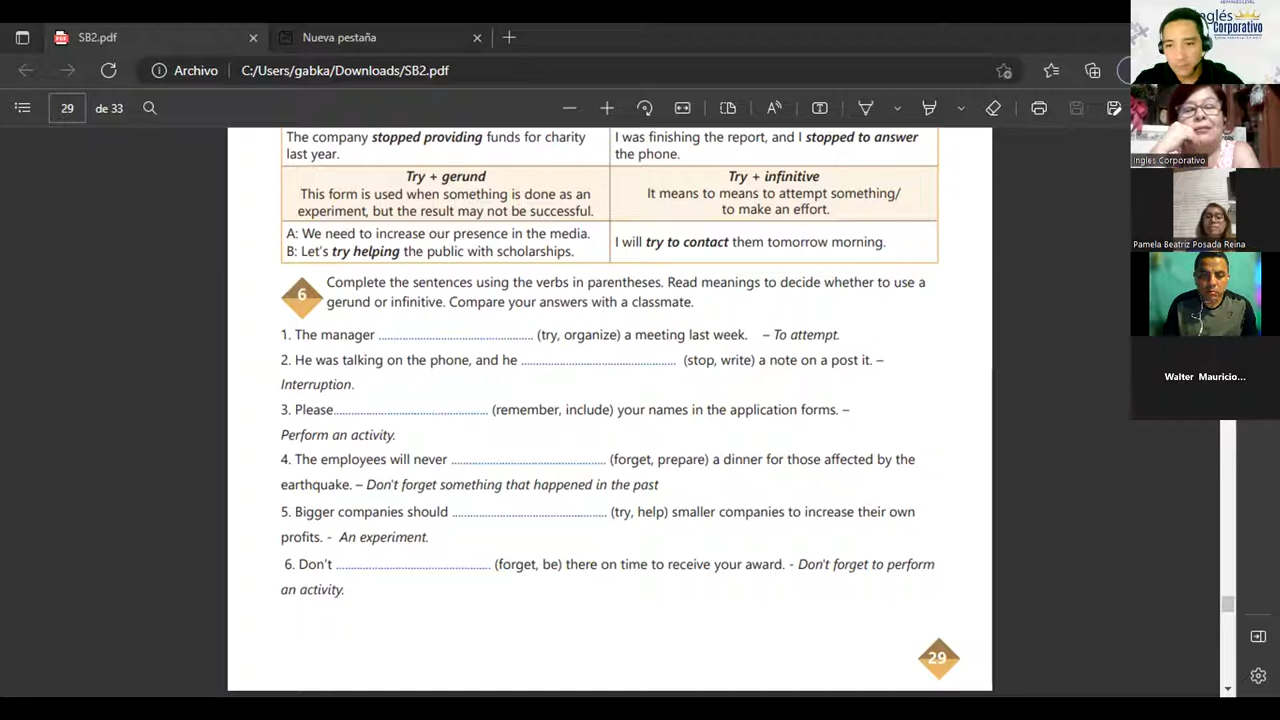 SB2.pdf
Nueva pestaña
Archivo
C:/Users/gabka/Downloads/SB2.pdf
29
de 33
The company stopped providing funds for charity
last year.
I was finishing the report, and I stopped to answer
the phone.
Try + gerund
This form is used when something is done as an
experiment, but the result may not be successful.
Try + infinitive
It means to means to attempt something/
to make an effort.
A: We need to increase our presence in the media.
B: Let's try helping the public with scholarships.
I will try to contact them tomorrow morning.
6
Complete the sentences using the verbs in parentheses. Read meanings to decide whether to use a
gerund or infinitive. Compare your answers with a classmate.
1. The manager ........................................ (try, organize) a meeting last week. – To attempt.
2. He was talking on the phone, and he ........................................ (stop, write) a note on a post it. –
Interruption.
3. Please........................................ (remember, include) your names in the application forms. –
Perform an activity.
4. The employees will never ........................................ (forget, prepare) a dinner for those affected by the
earthquake. – Don't forget something that happened in the past
5. Bigger companies should ........................................ (try, help) smaller companies to increase their own
profits. - An experiment.
6. Don't ........................................ (forget, be) there on time to receive your award. - Don't forget to perform
an activity.
29
Inglés
Corporativo
Ingles Corporativo
Pamela Beatriz Posada Reina
Walter Mauricio...